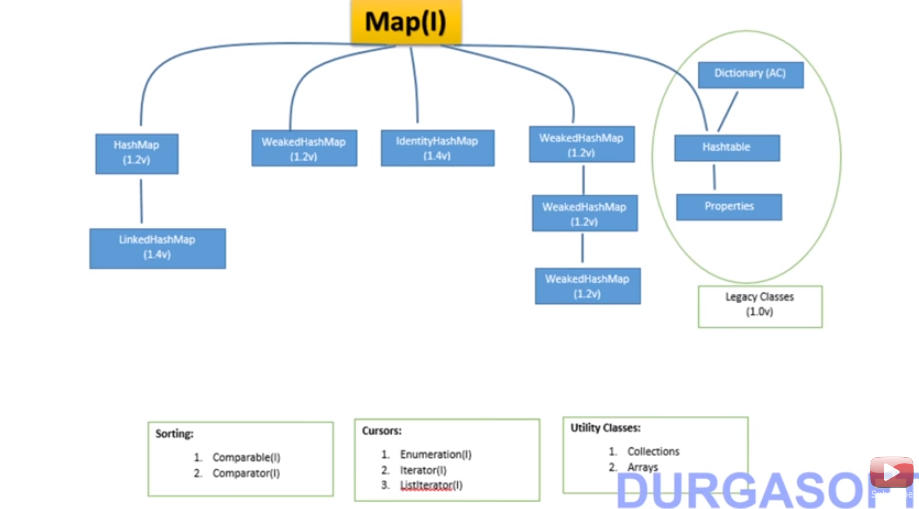 Map(I)
Dictionary (AC)
HashMap
(1.2v)
WeakedHashMap
(1.2v)
IdentityHashMap
(1.4v)
WeakedHashMap
(1.2v)
Hashtable
WeakedHashMap
(1.2v)
Properties
LinkedHashMap
(1.4v)
WeakedHashMap
(1.2v)
Legacy Classes
(1.0v)
Sorting:
1. Comparable(I)
2. Comparator(I)
Cursors:
1. Enumeration(I)
2. Iterator(I)
3. ListIterator(I)
Utility Classes:
1. Collections
2. Arrays
DURGASOFT